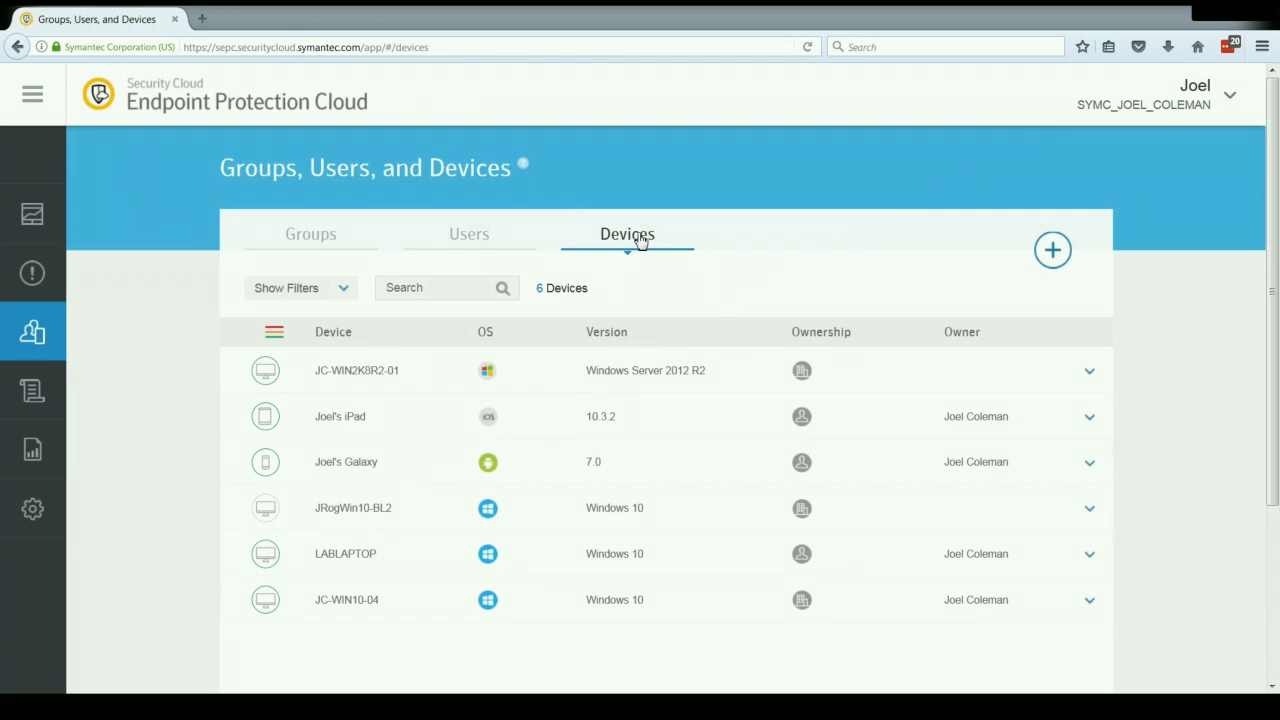 Groups, Users, and Devices × +
Symantec Corporation (US) https://sepc.securitycloud.symantec.com/app/#/devices Search 20
Security Cloud
Endpoint Protection Cloud
Joel
SYMC_JOEL_COLEMAN
Groups, Users, and Devices
Groups Users Devices
Show Filters Search 6 Devices
Device OS Version Ownership Owner
JC-WIN2K8R2-01 Windows Server 2012 R2
Joel's iPad iOS 10.3.2 Joel Coleman
Joel's Galaxy 7.0 Joel Coleman
JRogWin10-BL2 Windows 10
LABLAPTOP Windows 10 Joel Coleman
JC-WIN10-04 Windows 10 Joel Coleman